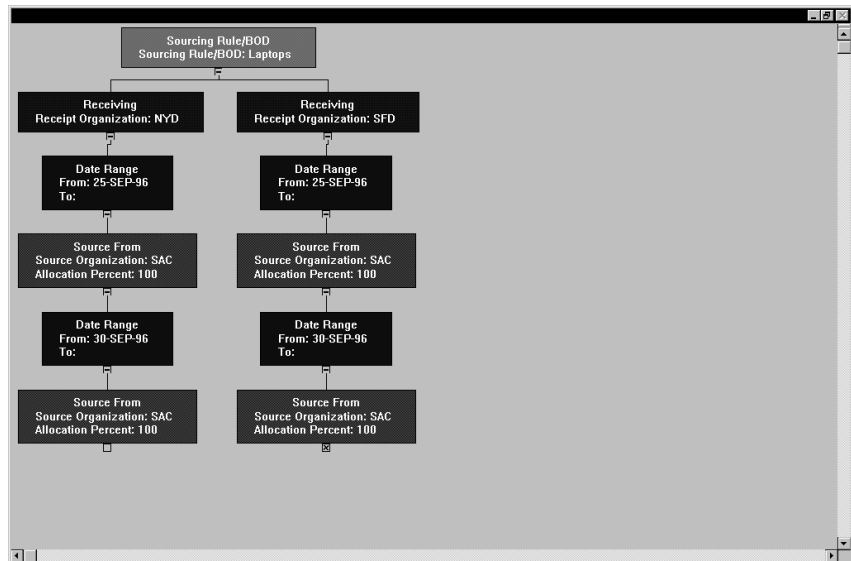 Sourcing Rule/BOD
Sourcing Rule/BOD: Laptops
Receiving
Receipt Organization: NYD
Receiving
Receipt Organization: SFD
Date Range
From: 25-SEP-96
To:
Date Range
From: 25-SEP-96
To:
Source From
Source Organization: SAC
Allocation Percent: 100
Source From
Source Organization: SAC
Allocation Percent: 100
Date Range
From: 30-SEP-96
To:
Date Range
From: 30-SEP-96
To:
Source From
Source Organization: SAC
Allocation Percent: 100
Source From
Source Organization: SAC
Allocation Percent: 100